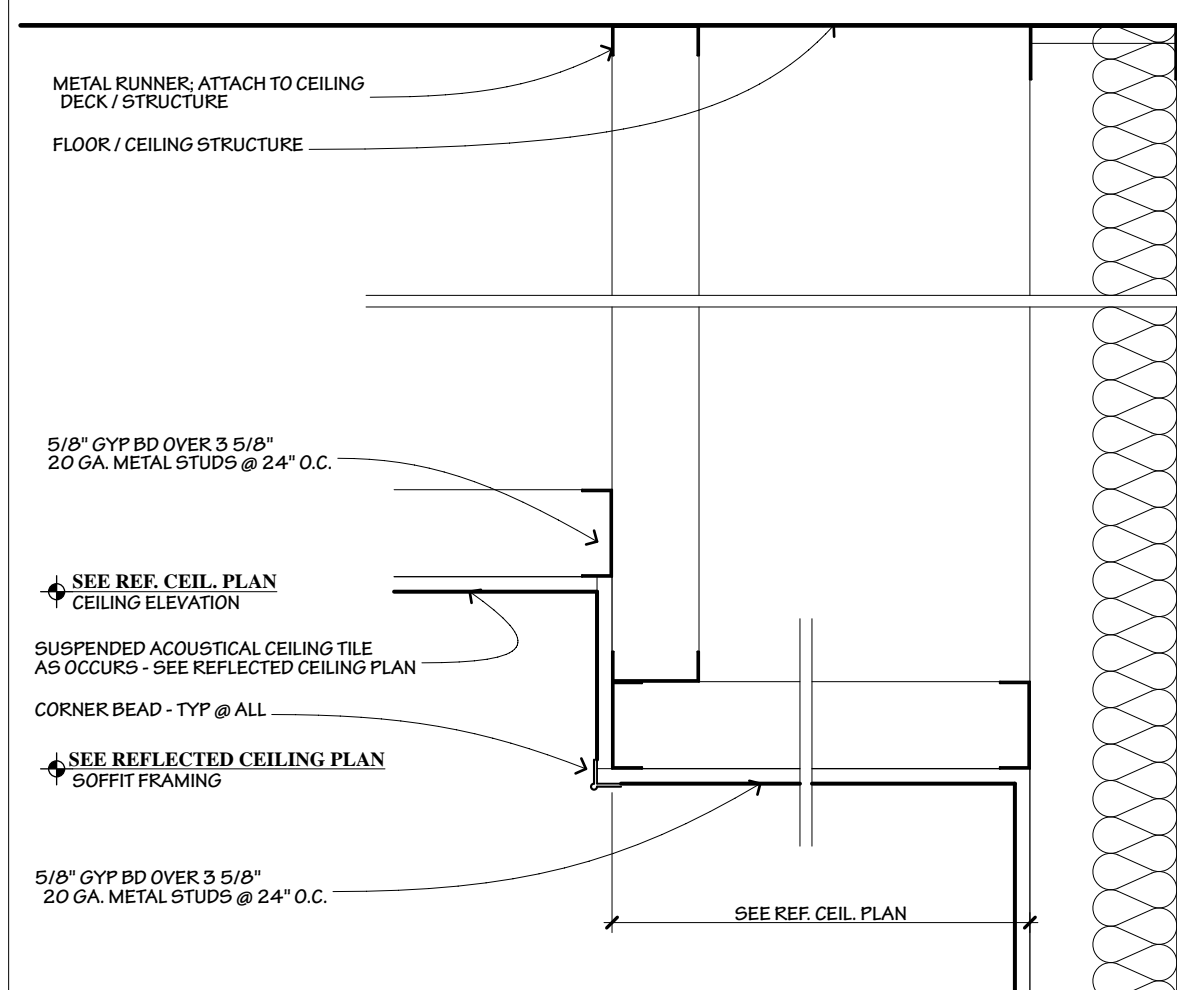 METAL RUNNER; ATTACH TO CEILING
DECK / STRUCTURE
FLOOR / CEILING STRUCTURE
5/8" GYP BD OVER 3 5/8"
20 GA. METAL STUDS @ 24" O.C.
SEE REF. CEIL. PLAN
CEILING ELEVATION
SUSPENDED ACOUSTICAL CEILING TILE
AS OCCURS - SEE REFLECTED CEILING PLAN
CORNER BEAD - TYP @ ALL
SEE REFLECTED CEILING PLAN
SOFFIT FRAMING
5/8" GYP BD OVER 3 5/8"
20 GA. METAL STUDS @ 24" O.C.
SEE REF. CEIL. PLAN